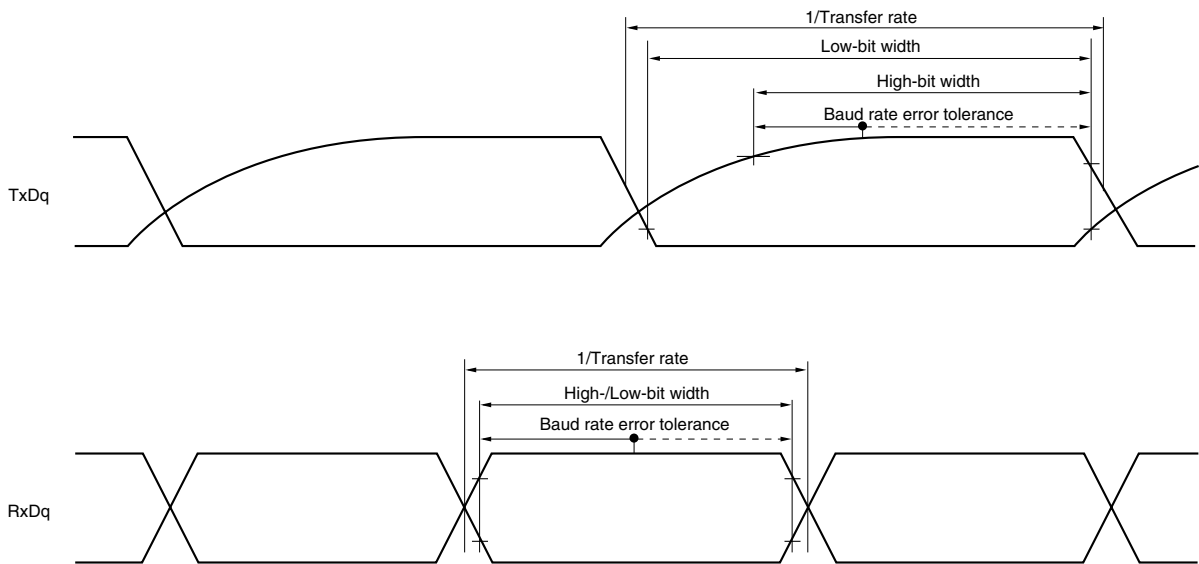 1/Transfer rate
Low-bit width
High-bit width
Baud rate error tolerance
TxDq
1/Transfer rate
High-/Low-bit width
Baud rate error tolerance
RxDq